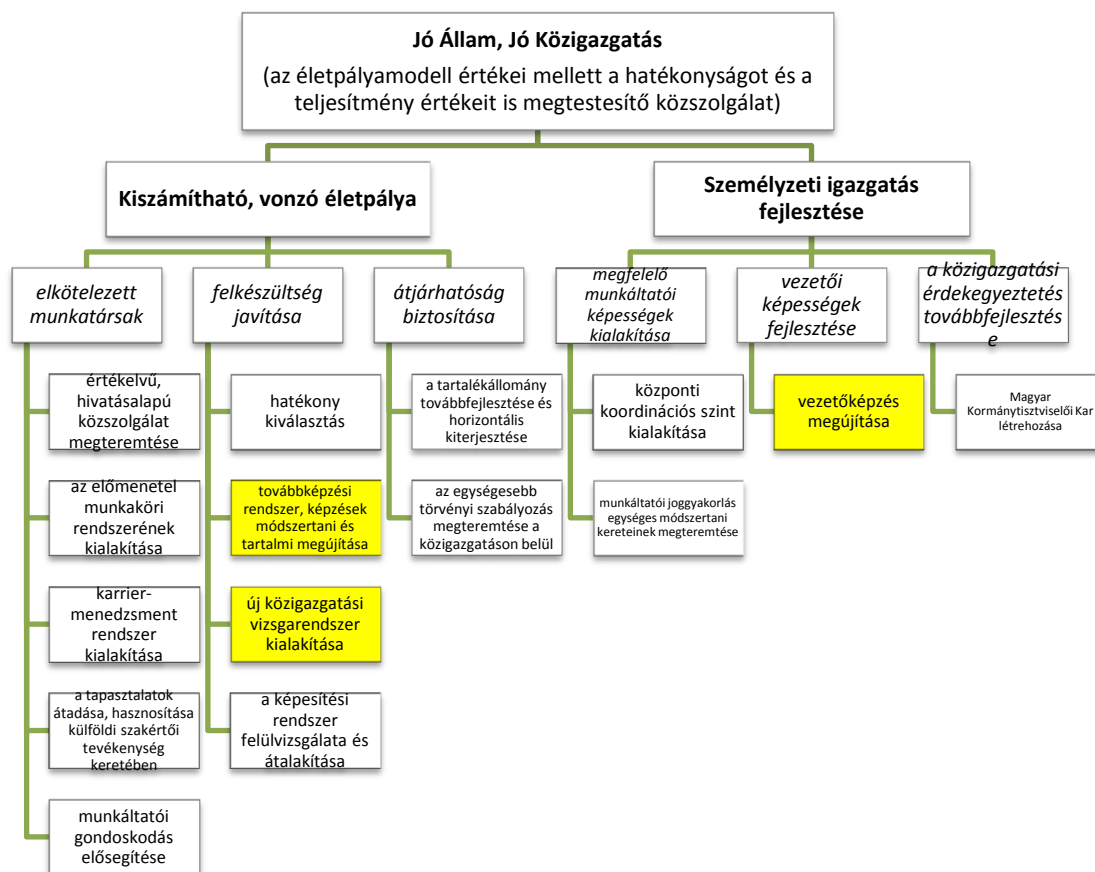 Jó Állam, Jó Közigazgatás
(az életpályamodell értékei mellett a hatékonyságot és a
teljesítmény értékeit is megtestesítő közszolgálat)
Kiszámítható, vonzó életpálya
elkötelezett
munkatársak
értékelvű,
hivatásalapú
közszolgálat
megteremtése
az előmenetel
munkaköri
rendszerének
kialakítása
karrier-
menedzsment
rendszer
kialakítása
a tapasztalatok
átadása, hasznosítása
külföldi szakértői
tevékenység
keretében
munkáltatói
gondoskodás
elősegítése
felkészültség
javítása
hatékony
kiválasztás
továbbképzési
rendszer, képzések
módszertani és
tartalmi megújítása
új közigazgatási
vizsgarendszer
kialakítása
a képesítési
rendszer
felülvizsgálata és
átalakítása
átjárhatóság
biztosítása
a tartalékállomány
továbbfejlesztése és
horizontális
kiterjesztése
az egységesebb
törvényi szabályozás
megteremtése a
közigazgatáson belül
Személyzeti igazgatás
fejlesztése
megfelelő
munkáltatói
képességek
kialakítása
központi
koordinációs szint
kialakítása
munkáltatói joggyakorlás
egységes módszertani
kereteinek megteremtése
vezetői
képességek
fejlesztése
vezetőképzés
megújítása
a közigazgatási
érdekegyeztetés
továbbfejlesztés
e
Magyar
Kormánytisztviselői Kar
létrehozása